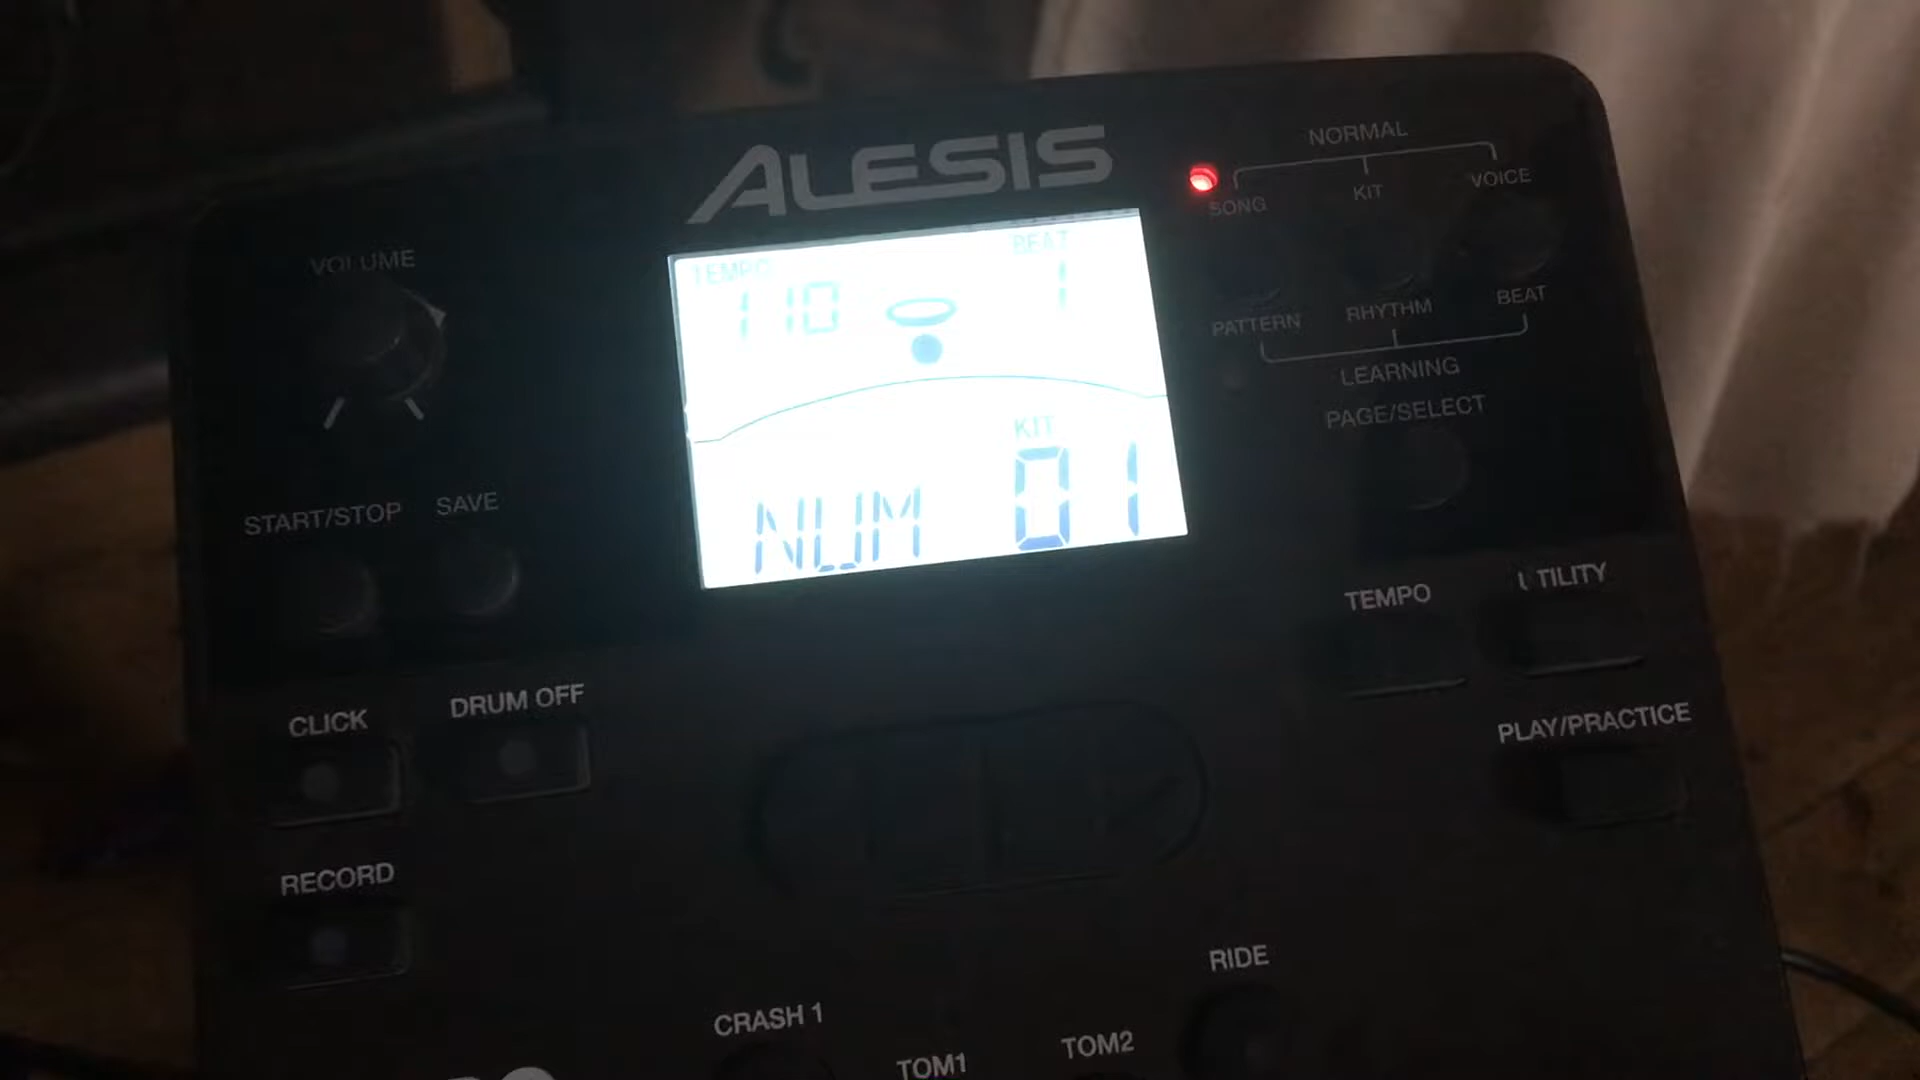 ALESIS
NORMAL
SONG KIT VOICE
PATTERN RHYTHM BEAT
LEARNING
PAGE/SELECT
VOLUME
TEMPO BEAT
110 1
KIT
NUM 01
START/STOP SAVE
TEMPO UTILITY
CLICK DRUM OFF
PLAY/PRACTICE
RECORD
RIDE
CRASH 1
TOM1 TOM2